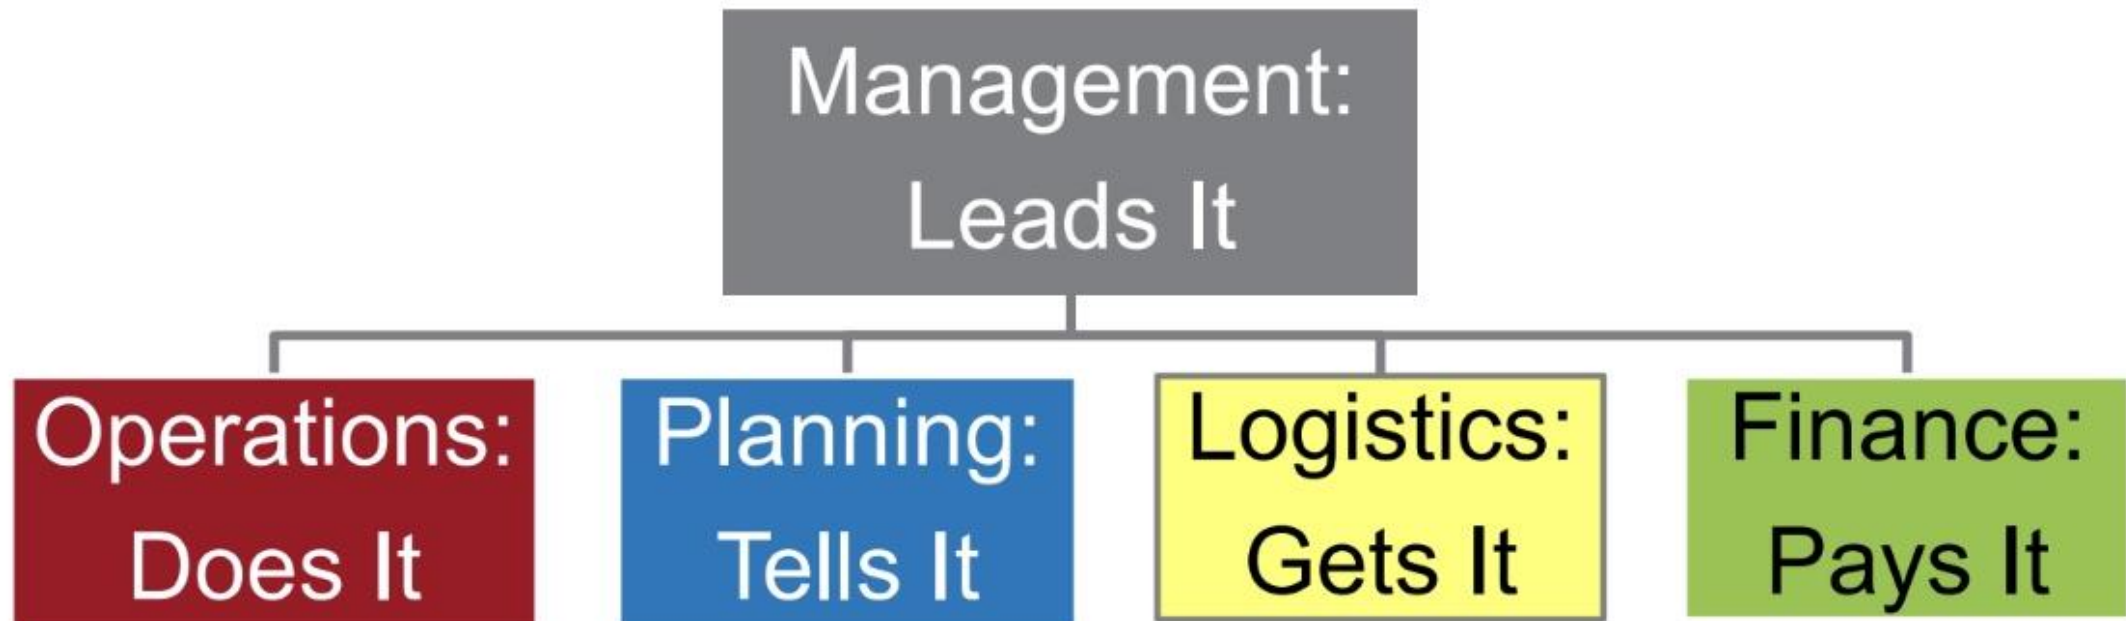 Management:
Leads It
Operations:
Does It
Planning:
Tells It
Logistics:
Gets It
Finance:
Pays It